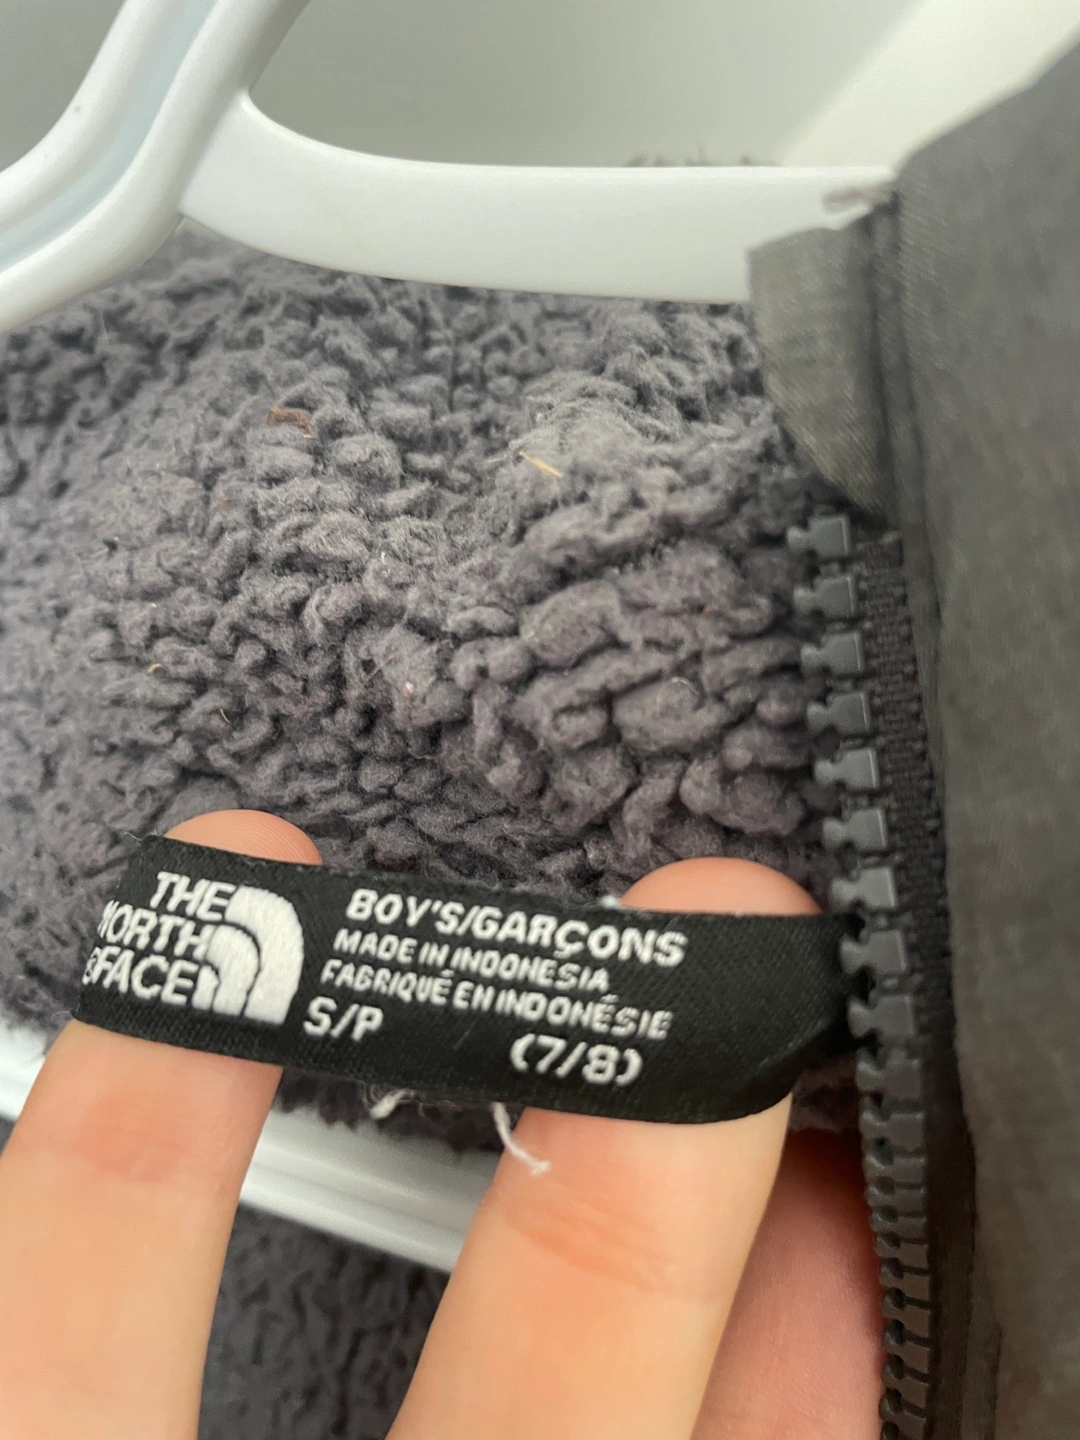 THE
NORTH
FACE
BOY'S/GARÇONS
MADE IN INDONESIA
FABRIQUÉ EN INDONÉSIE
S/P (7/8)